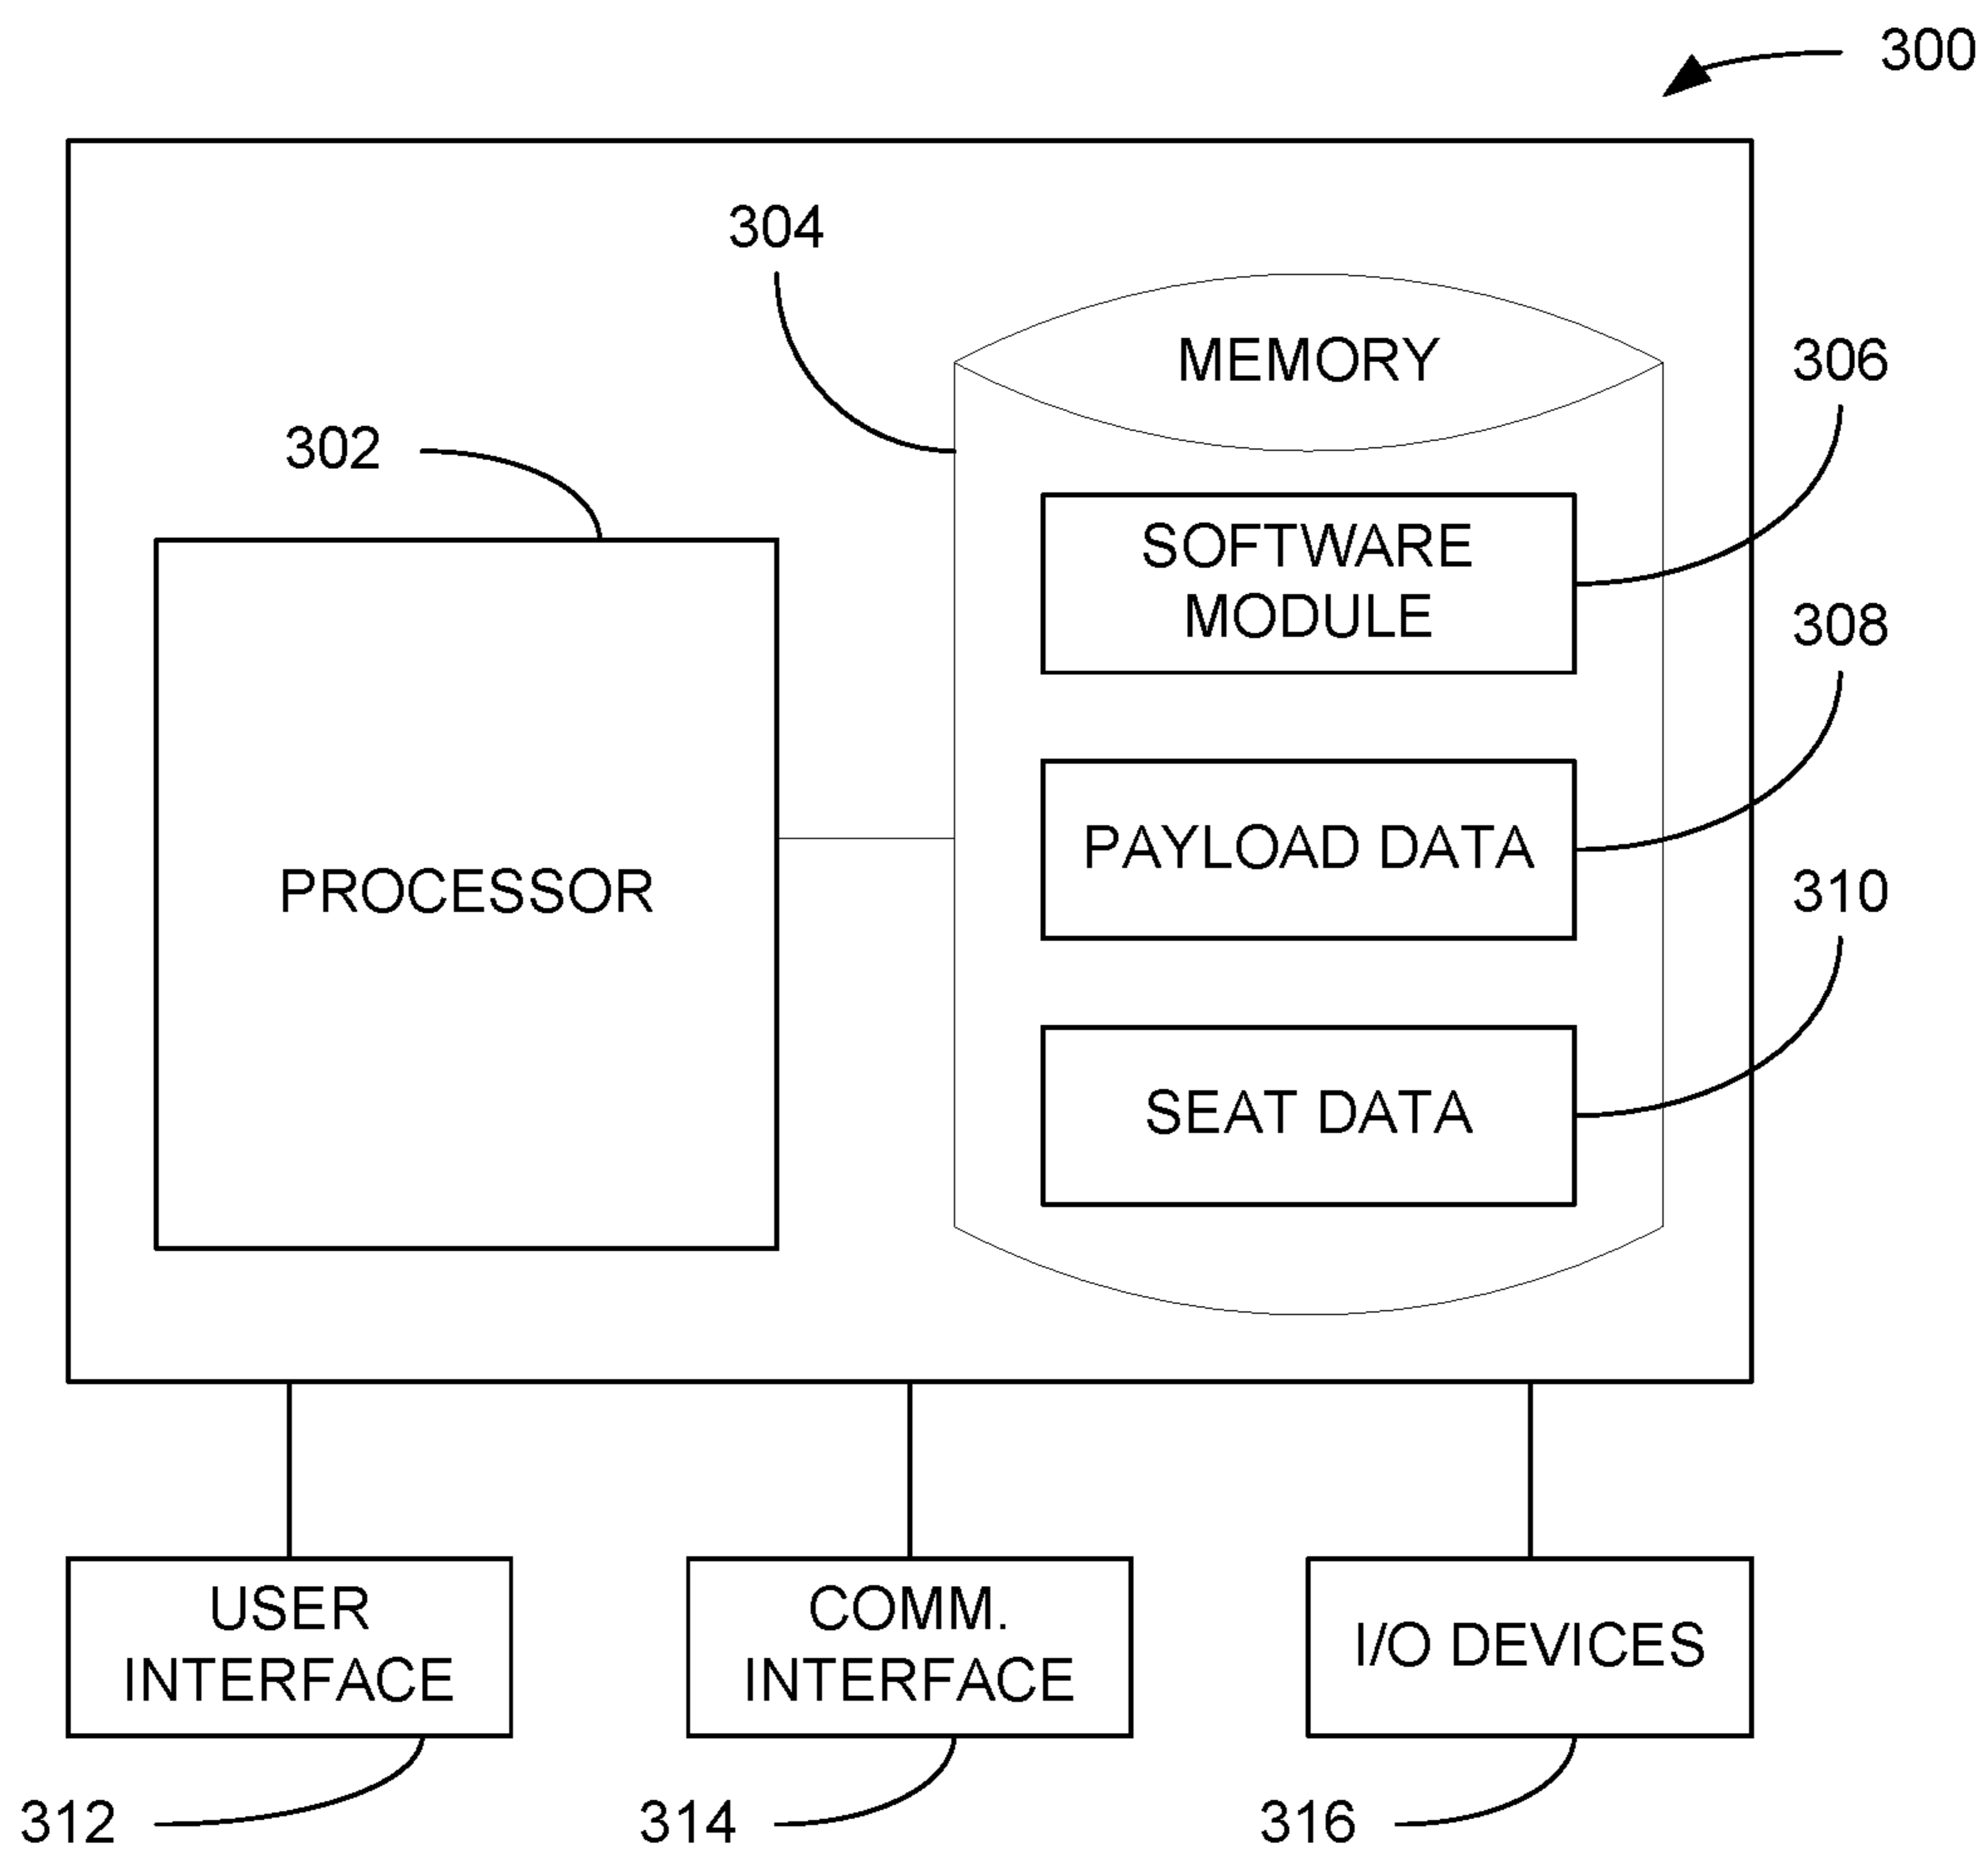 300
304
MEMORY
306
302
SOFTWARE
MODULE
308
PAYLOAD DATA
PROCESSOR
310
SEAT DATA
USER
INTERFACE
COMM.
INTERFACE
I/O DEVICES
312
314
316